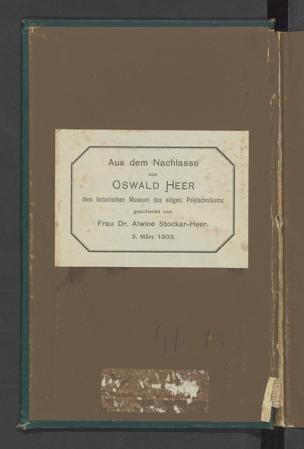 Aus dem Nachlasse
von
OSWALD HEER
dem botanischen Museum des eidgen. Polytechnikums
geschenkt von
Frau Dr. Alwine Stockar-Heer.
3. März 1903.